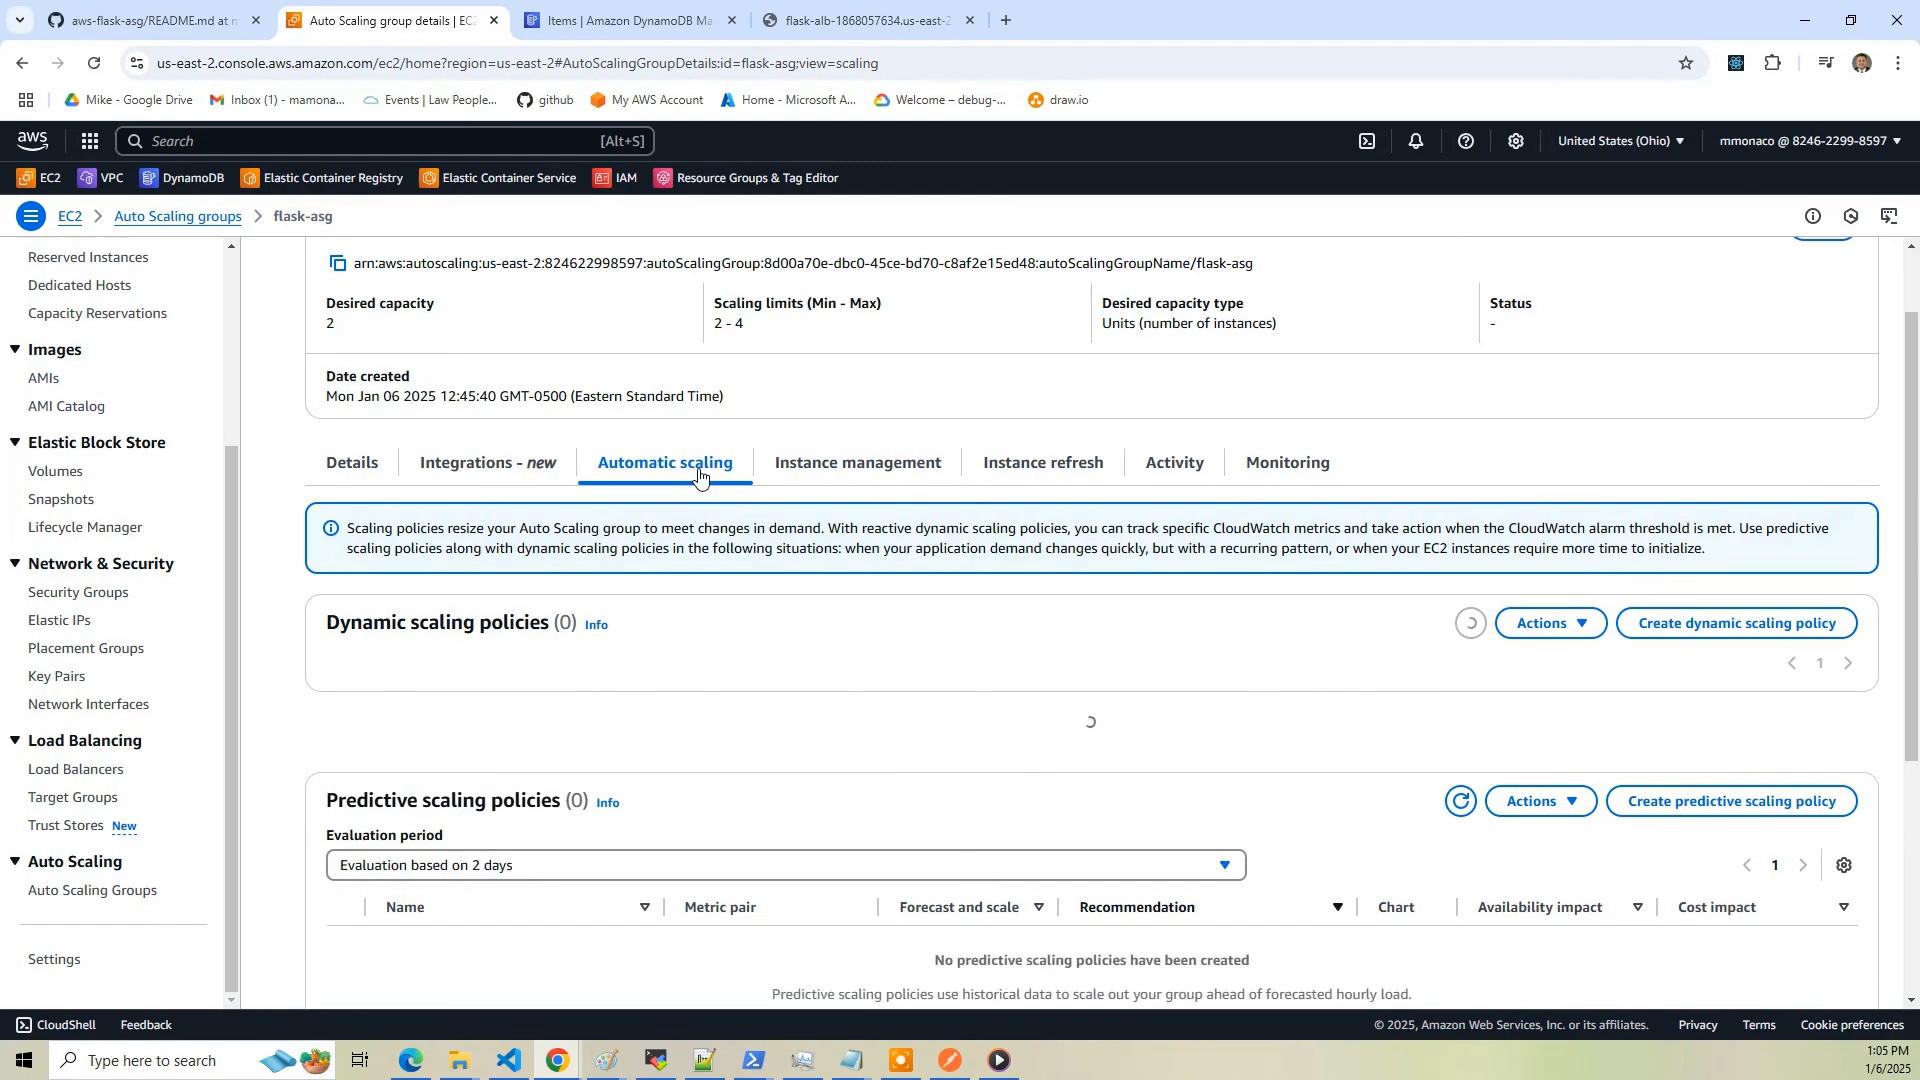 aws-flask-asg/README.md at m
Auto Scaling group details | EC2
Items | Amazon DynamoDB Ma
flask-alb-1868057634.us-east-2
us-east-2.console.aws.amazon.com/ec2/home?region=us-east-2#AutoScalingGroupDetails:id=flask-asg;view=scaling
Mike - Google Drive
Inbox (1) - mamona...
Events | Law People...
github
My AWS Account
Home - Microsoft A...
Welcome – debug-...
draw.io
aws
Search
[Alt+S]
United States (Ohio)
mmonaco @ 8246-2299-8597
EC2
VPC
DynamoDB
Elastic Container Registry
Elastic Container Service
IAM
Resource Groups & Tag Editor
EC2
Auto Scaling groups
flask-asg
Reserved Instances
Dedicated Hosts
Capacity Reservations
Images
AMIs
AMI Catalog
Elastic Block Store
Volumes
Snapshots
Lifecycle Manager
Network & Security
Security Groups
Elastic IPs
Placement Groups
Key Pairs
Network Interfaces
Load Balancing
Load Balancers
Target Groups
Trust Stores New
Auto Scaling
Auto Scaling Groups
Settings
arn:aws:autoscaling:us-east-2:824622998597:autoScalingGroup:8d00a70e-dbc0-45ce-bd70-c8af2e15ed48:autoScalingGroupName/flask-asg
Desired capacity
2
Scaling limits (Min - Max)
2 - 4
Desired capacity type
Units (number of instances)
Status
-
Date created
Mon Jan 06 2025 12:45:40 GMT-0500 (Eastern Standard Time)
Details
Integrations - new
Automatic scaling
Instance management
Instance refresh
Activity
Monitoring
Scaling policies resize your Auto Scaling group to meet changes in demand. With reactive dynamic scaling policies, you can track specific CloudWatch metrics and take action when the CloudWatch alarm threshold is met. Use predictive
scaling policies along with dynamic scaling policies in the following situations: when your application demand changes quickly, but with a recurring pattern, or when your EC2 instances require more time to initialize.
Dynamic scaling policies (0) Info
Actions
Create dynamic scaling policy
1
Predictive scaling policies (0) Info
Actions
Create predictive scaling policy
Evaluation period
Evaluation based on 2 days
1
Name
Metric pair
Forecast and scale
Recommendation
Chart
Availability impact
Cost impact
No predictive scaling policies have been created
Predictive scaling policies use historical data to scale out your group ahead of forecasted hourly load.
CloudShell
Feedback
© 2025, Amazon Web Services, Inc. or its affiliates.
Privacy
Terms
Cookie preferences
Type here to search
1:05 PM
1/6/2025